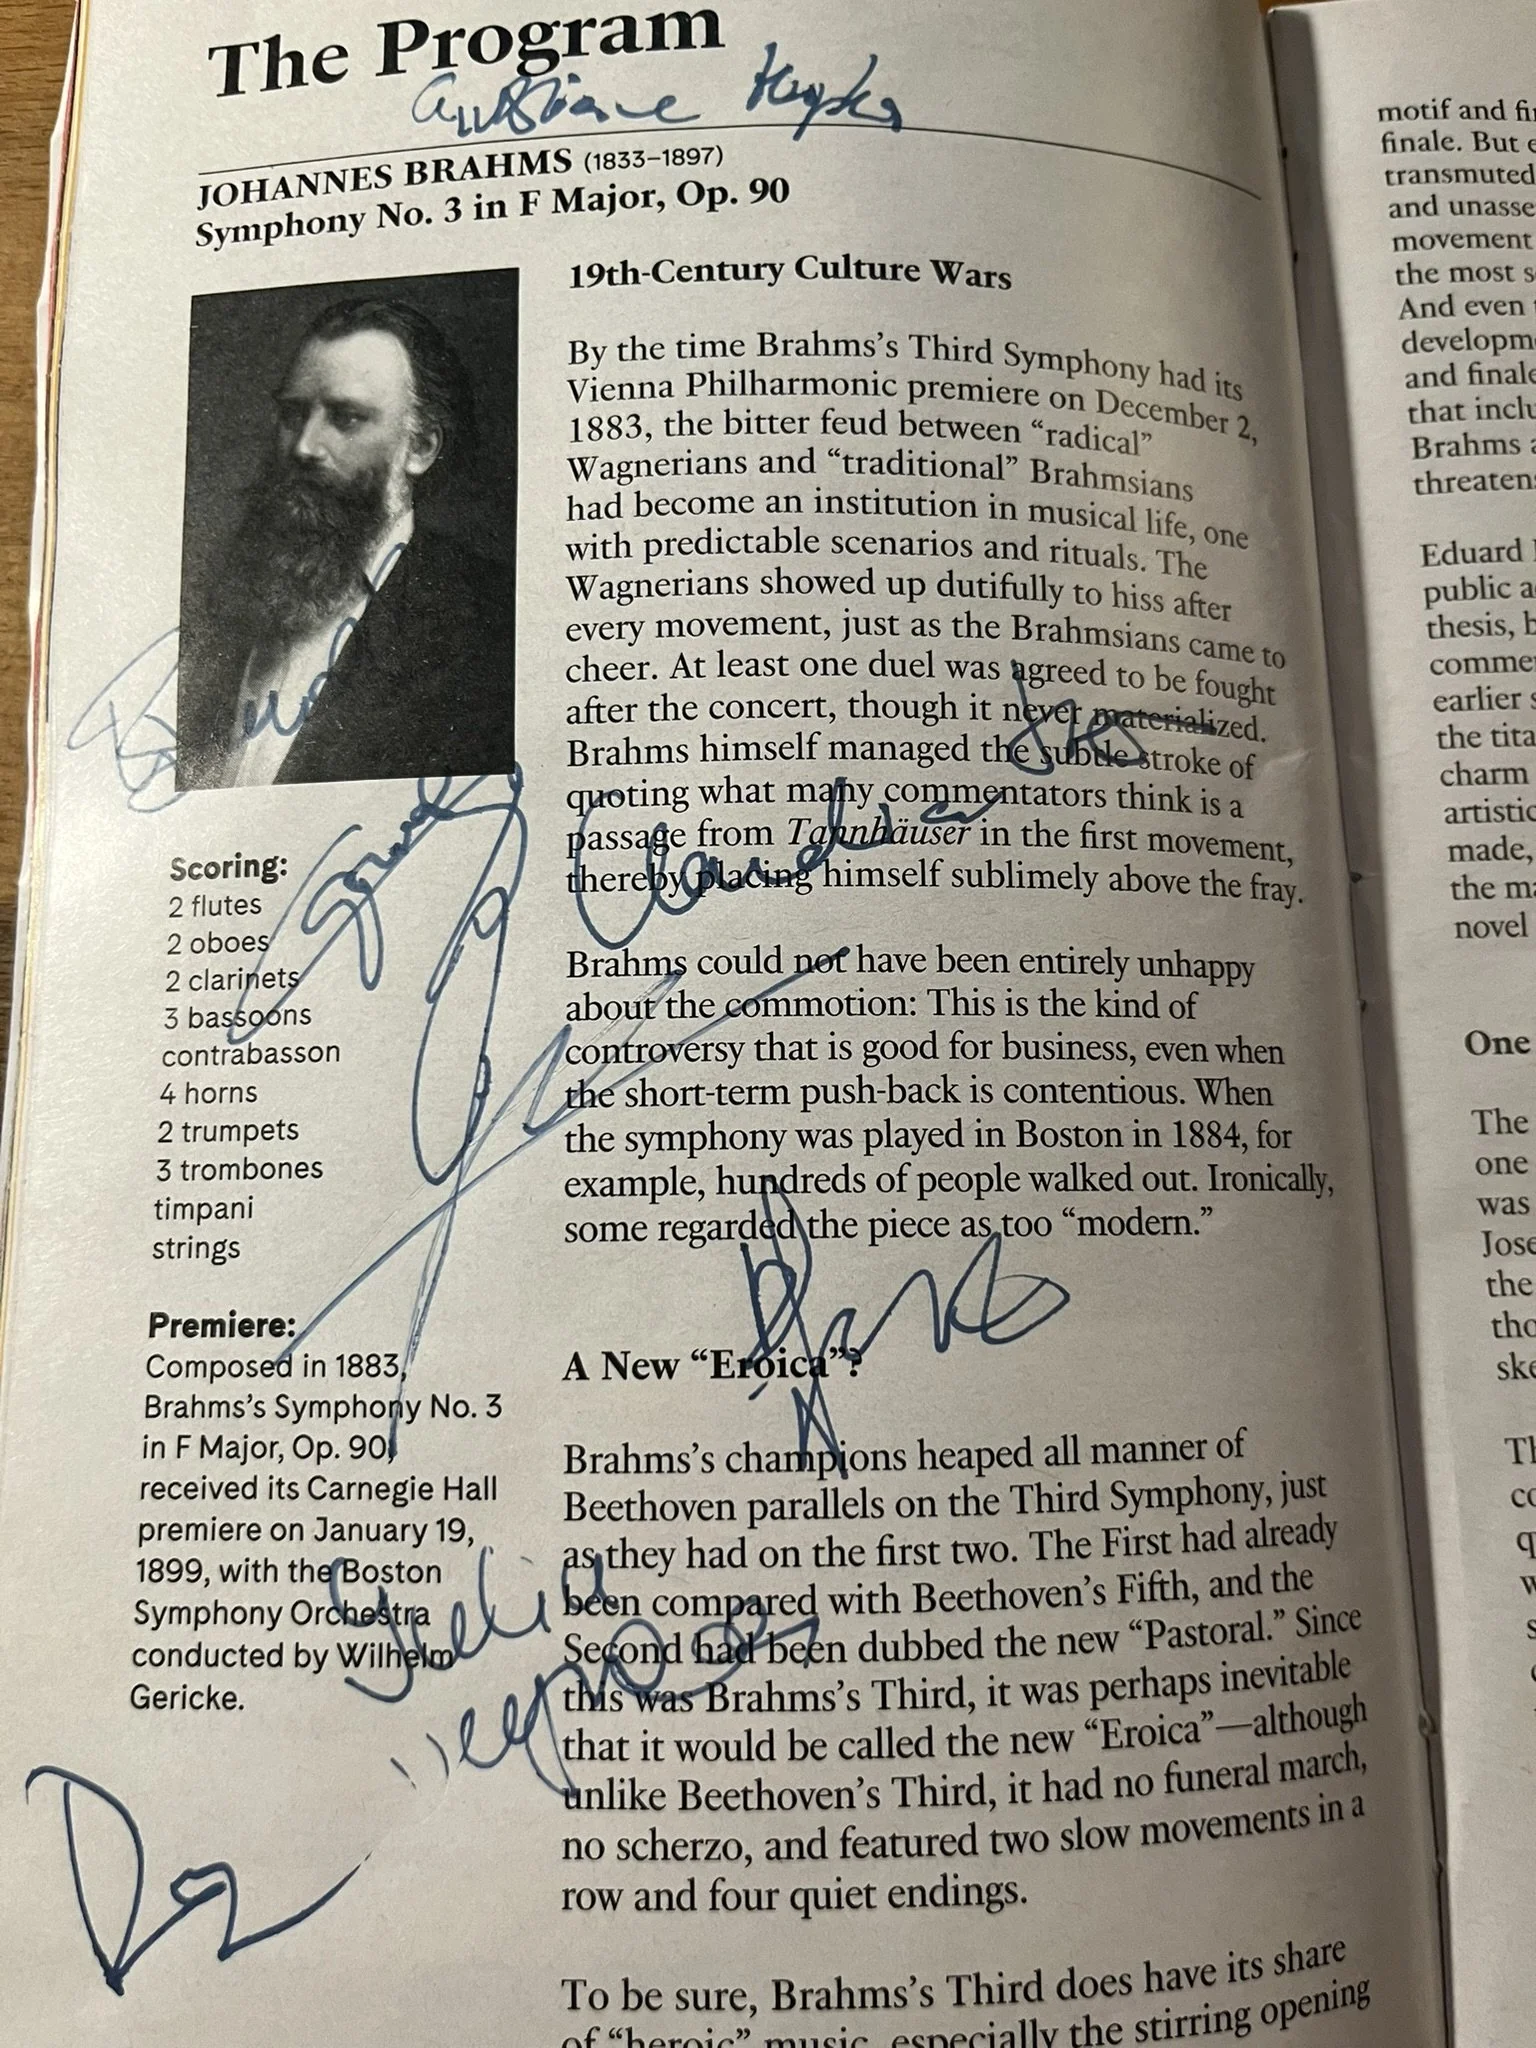 The Program
JOHANNES BRAHMS (1833–1897)
Symphony No. 3 in F Major, Op. 90
19th-Century Culture Wars
By the time Brahms’s Third Symphony had its
Vienna Philharmonic premiere on December 2,
1883, the bitter feud between “radical”
Wagnerians and “traditional” Brahmsians
had become an institution in musical life, one
with predictable scenarios and rituals. The
Wagnerians showed up dutifully to hiss after
every movement, just as the Brahmsians came to
cheer. At least one duel was agreed to be fought
after the concert, though it never materialized.
Brahms himself managed the subtle stroke of
quoting what many commentators think is a
passage from Tannhäuser in the first movement,
thereby placing himself sublimely above the fray.
Claudia
Brahms could not have been entirely unhappy
about the commotion: This is the kind of
controversy that is good for business, even when
the short-term push-back is contentious. When
the symphony was played in Boston in 1884, for
example, hundreds of people walked out. Ironically,
some regarded the piece as too “modern.”
A New “Eroica”?
Brahms’s champions heaped all manner of
Beethoven parallels on the Third Symphony, just
as they had on the first two. The First had already
been compared with Beethoven’s Fifth, and the
Second had been dubbed the new “Pastoral.” Since
this was Brahms’s Third, it was perhaps inevitable
that it would be called the new “Eroica”—although
unlike Beethoven’s Third, it had no funeral march,
no scherzo, and featured two slow movements in a
row and four quiet endings.
To be sure, Brahms’s Third does have its share
of “heroic” music, especially the stirring opening
Scoring:
2 flutes
2 oboes
2 clarinets
3 bassoons
contrabasson
4 horns
2 trumpets
3 trombones
timpani
strings
Premiere:
Composed in 1883,
Brahms’s Symphony No. 3
in F Major, Op. 90,
received its Carnegie Hall
premiere on January 19,
1899, with the Boston
Symphony Orchestra
conducted by Wilhelm
Gericke.
motif and
finale. But
transmuted
and
movement
the most
And even
and
that
Brahms
Eduard
public
thesis,
earlier
the
charm
artistic
made,
the
novel
One
The
one
was
the